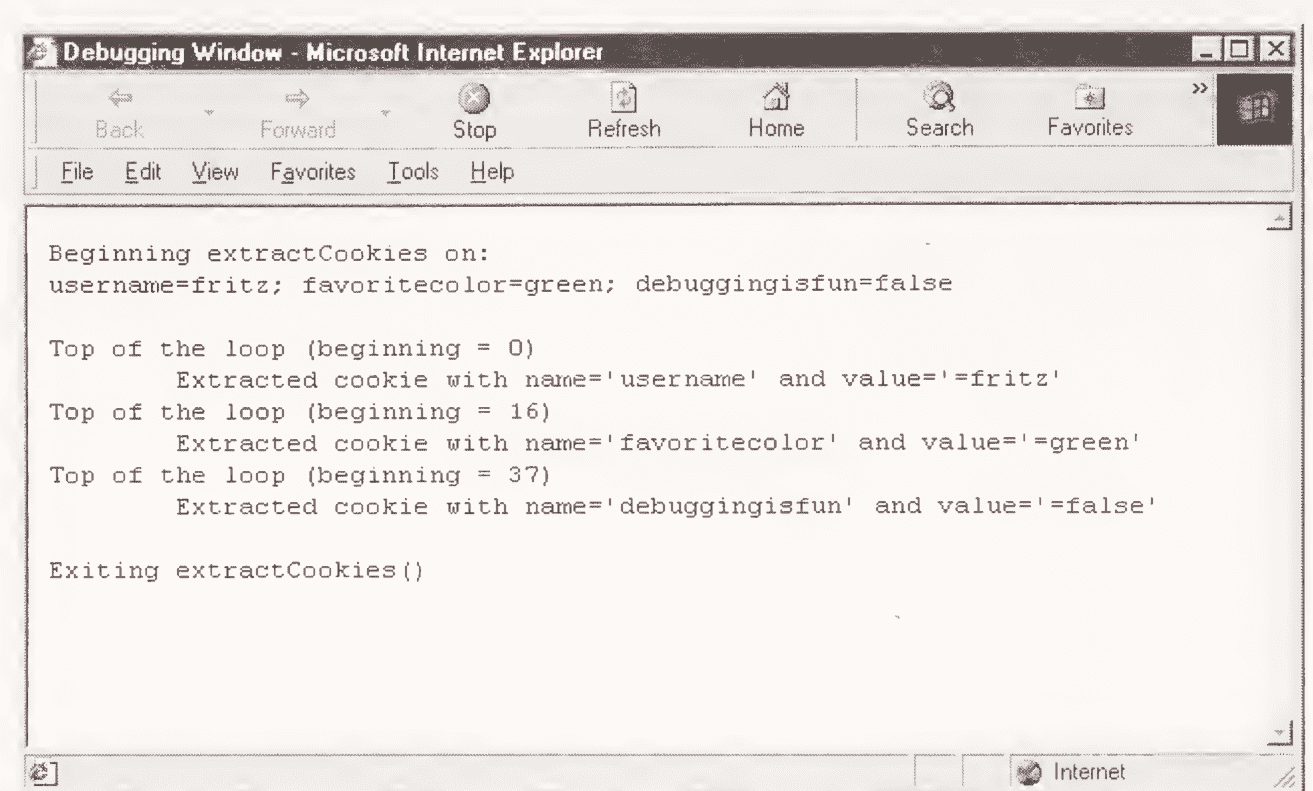 Debugging Window - Microsoft Internet Explorer
Back Forward Stop Refresh Home Search Favorites »
File Edit View Favorites Tools Help
Beginning extractCookies on:
username=fritz; favoritecolor=green; debuggingisfun=false
Top of the loop (beginning = 0)
Extracted cookie with name='username' and value='=fritz'
Top of the loop (beginning = 16)
Extracted cookie with name='favoritecolor' and value='=green'
Top of the loop (beginning = 37)
Extracted cookie with name='debuggingisfun' and value='=false'
Exiting extractCookies()
Internet